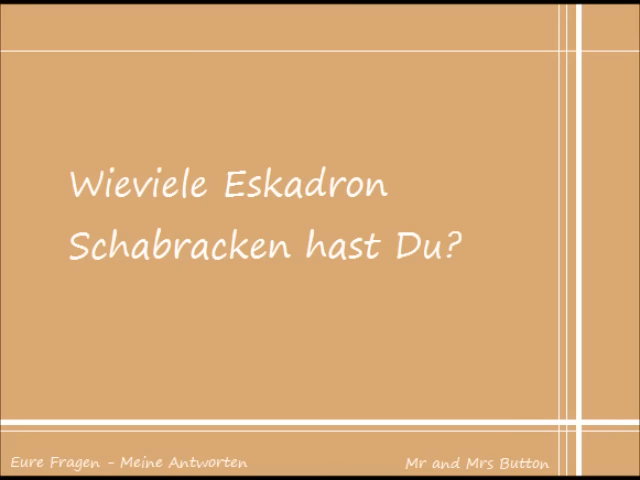 Wieviele Eskadron
Schabracken hast Du?
Eure Fragen - Meine Antworten
Mr and Mrs Button